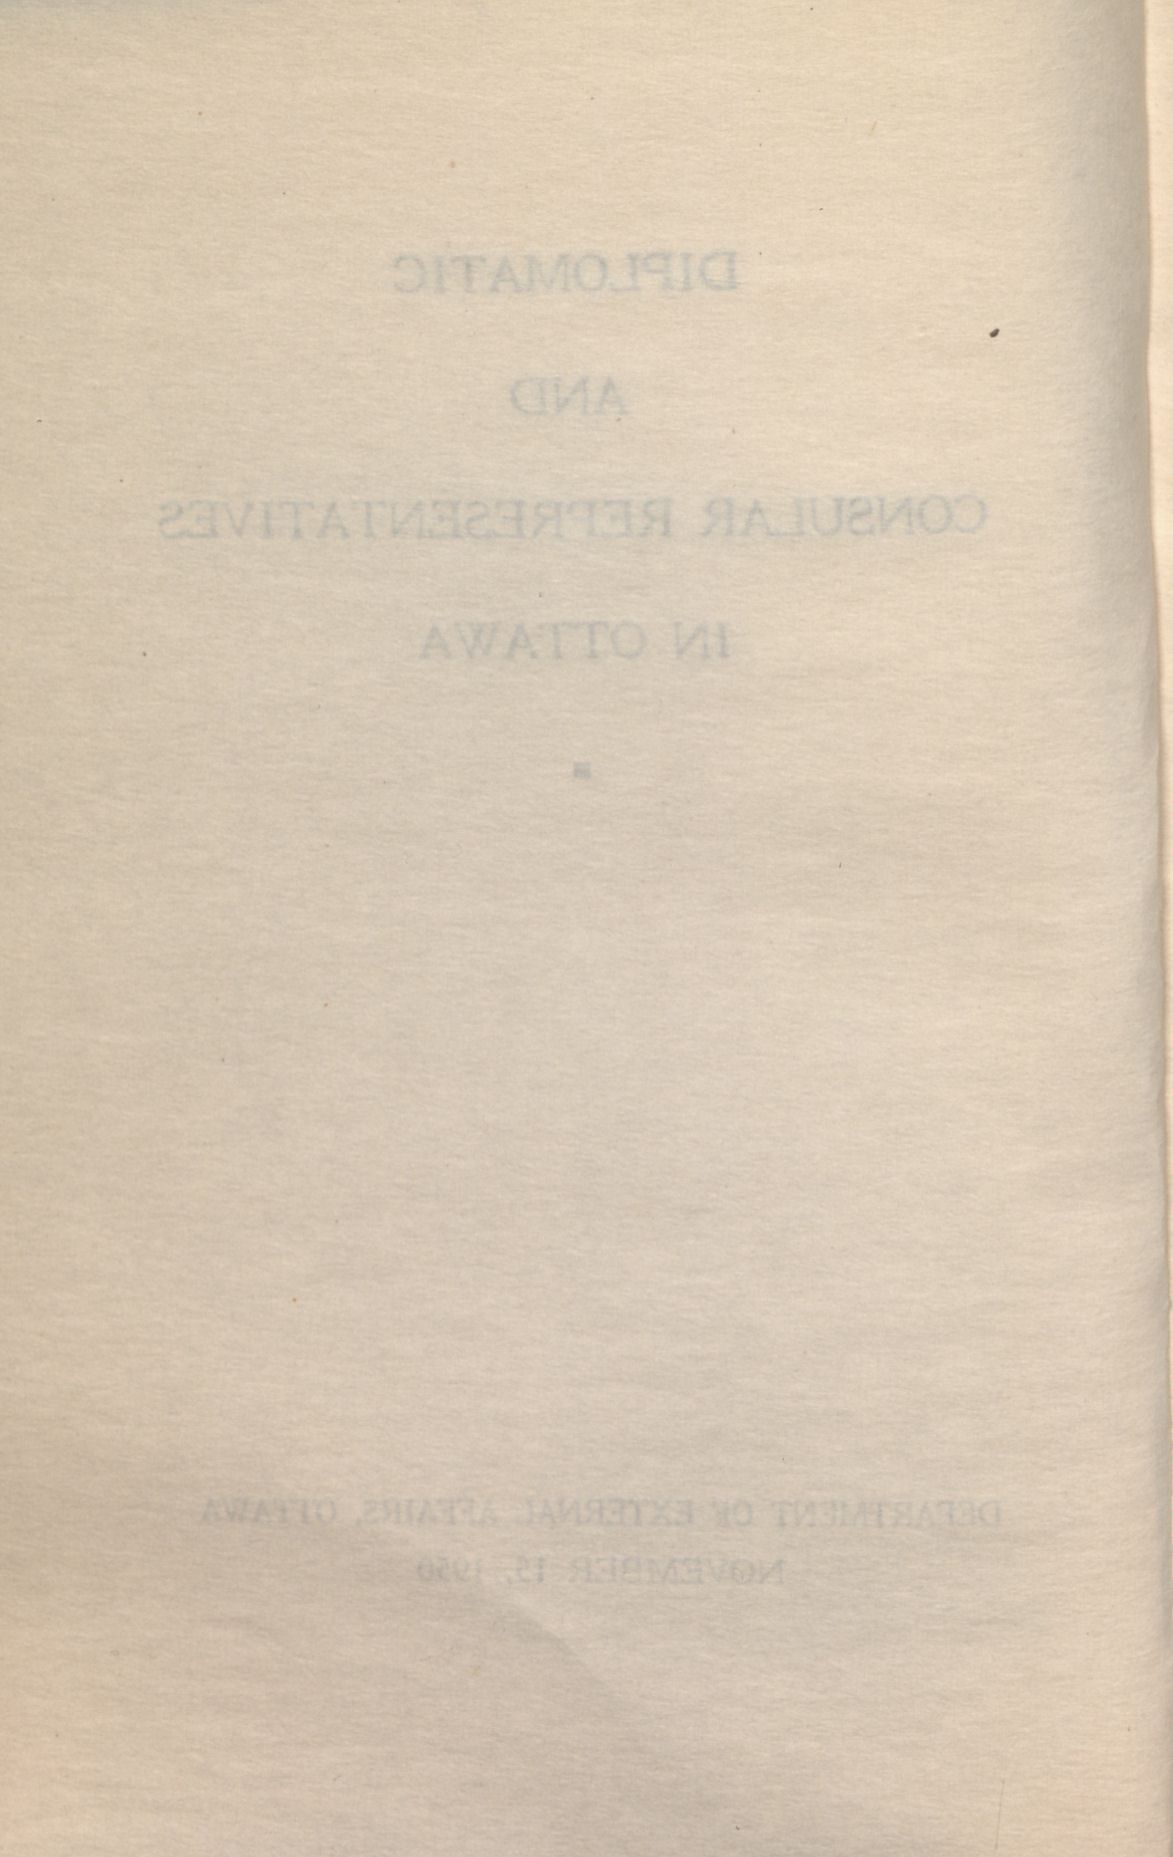 DIPLOMATIC
AND
CONSULAR REPRESENTATIVES
IN OTTAWA
DEPARTMENT OF EXTERNAL AFFAIRS, OTTAWA
NOVEMBER 15, 1950